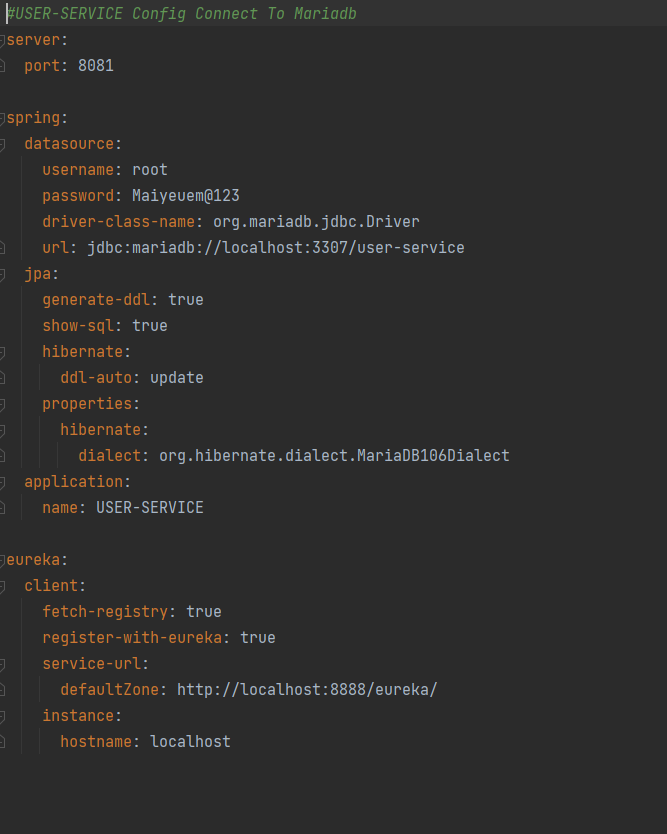 #USER-SERVICE Config Connect To Mariadb
server:
  port: 8081

spring:
  datasource:
    username: root
    password: Maiyeuem@123
    driver-class-name: org.mariadb.jdbc.Driver
    url: jdbc:mariadb://localhost:3307/user-service
  jpa:
    generate-ddl: true
    show-sql: true
    hibernate:
      ddl-auto: update
    properties:
      hibernate:
        dialect: org.hibernate.dialect.MariaDB106Dialect
  application:
    name: USER-SERVICE

eureka:
  client:
    fetch-registry: true
    register-with-eureka: true
    service-url:
      defaultZone: http://localhost:8888/eureka/
    instance:
      hostname: localhost